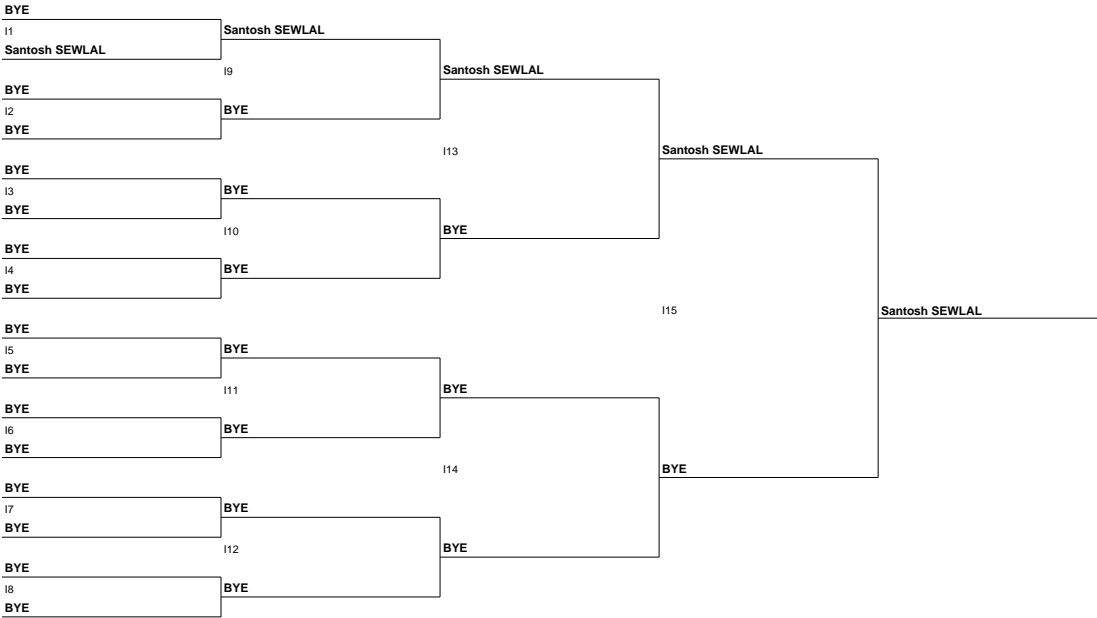 BYE
I1
Santosh SEWLAL
Santosh SEWLAL
I9
BYE
I2
BYE
BYE
Santosh SEWLAL
I13
BYE
I3
BYE
BYE
I10
BYE
I4
BYE
BYE
BYE
Santosh SEWLAL
I15
Santosh SEWLAL
BYE
I5
BYE
BYE
I11
BYE
I6
BYE
BYE
BYE
I14
BYE
BYE
I7
BYE
BYE
I12
BYE
I8
BYE
BYE
BYE